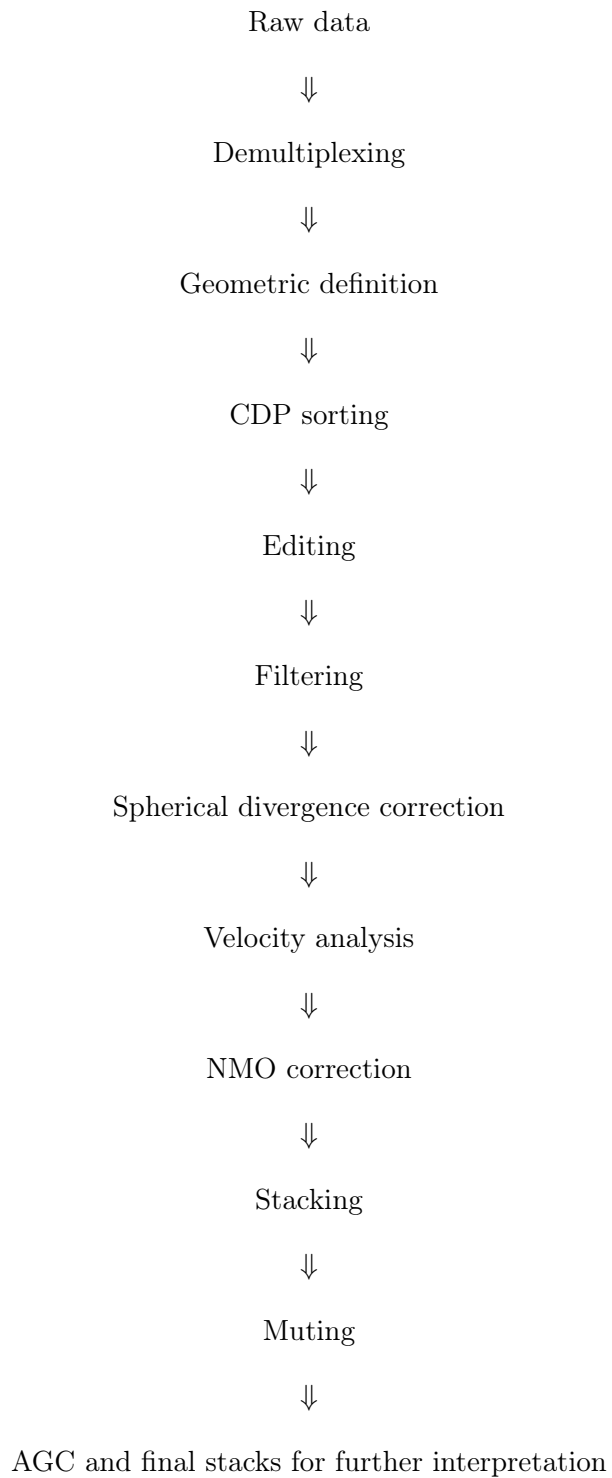 Raw data
⇓
Demultiplexing
⇓
Geometric definition
⇓
CDP sorting
⇓
Editing
⇓
Filtering
⇓
Spherical divergence correction
⇓
Velocity analysis
⇓
NMO correction
⇓
Stacking
⇓
Muting
⇓
AGC and final stacks for further interpretation